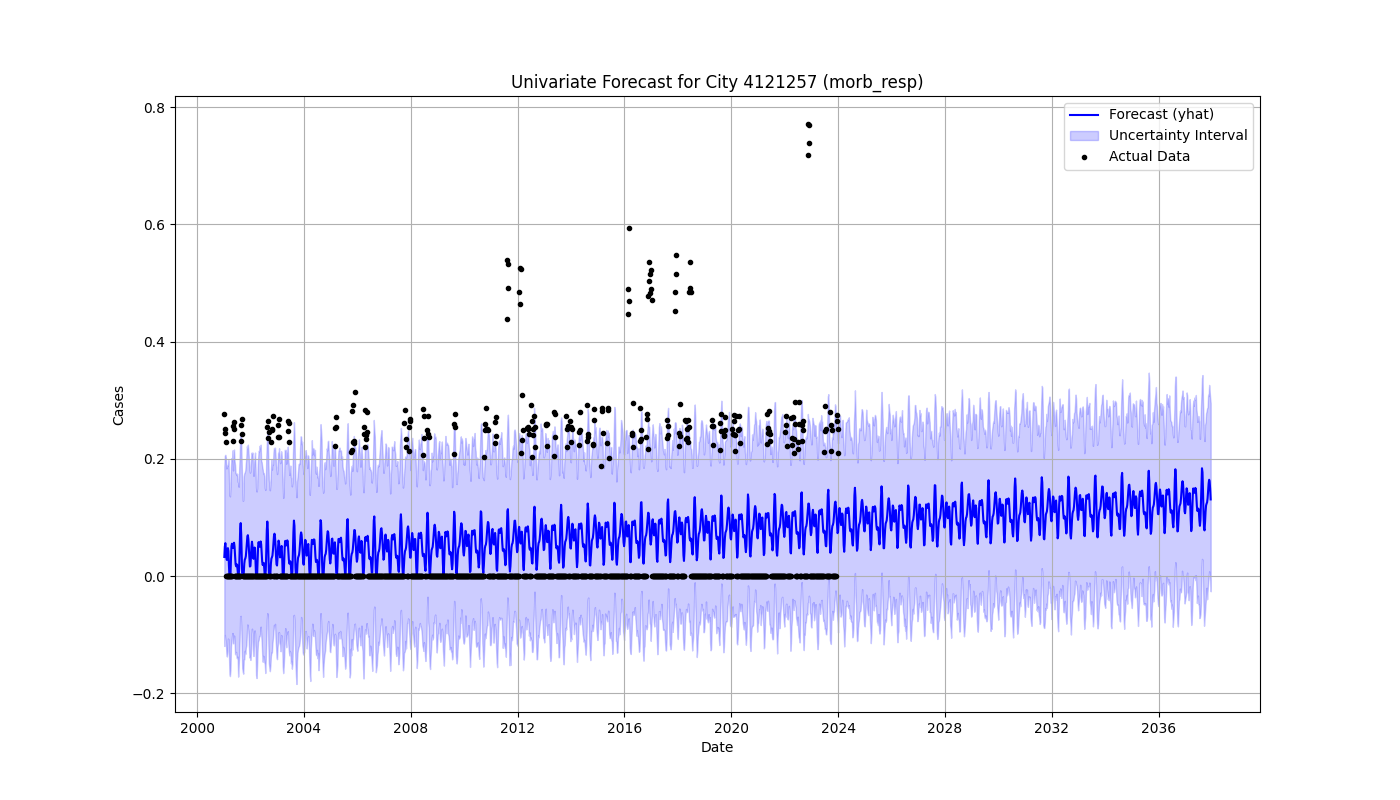 Univariate Forecast for City 4121257 (morb_resp)
Forecast (yhat)
Uncertainty Interval
Actual Data
Cases
0.8
0.6
0.4
0.2
0.0
−0.2
2000 2004 2008 2012 2016 2020 2024 2028 2032 2036
Date